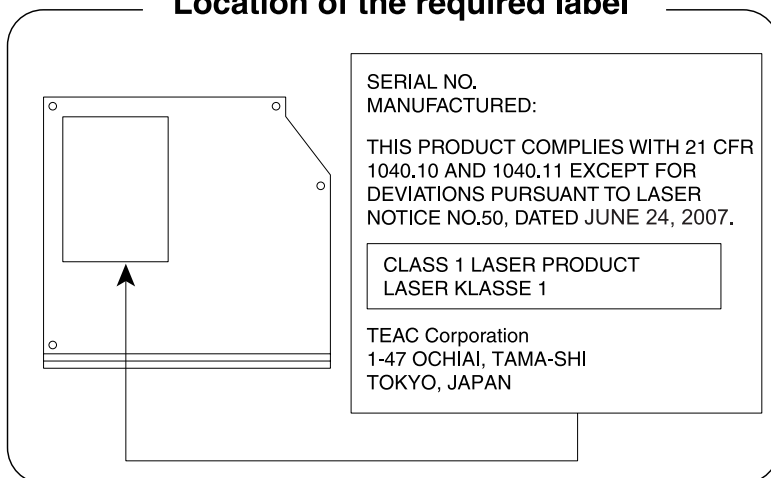 Location of the required label
SERIAL NO.
MANUFACTURED:
THIS PRODUCT COMPLIES WITH 21 CFR
1040.10 AND 1040.11 EXCEPT FOR
DEVIATIONS PURSUANT TO LASER
NOTICE NO.50, DATED JUNE 24, 2007.
CLASS 1 LASER PRODUCT
LASER KLASSE 1
TEAC Corporation
1-47 OCHIAI, TAMA-SHI
TOKYO, JAPAN